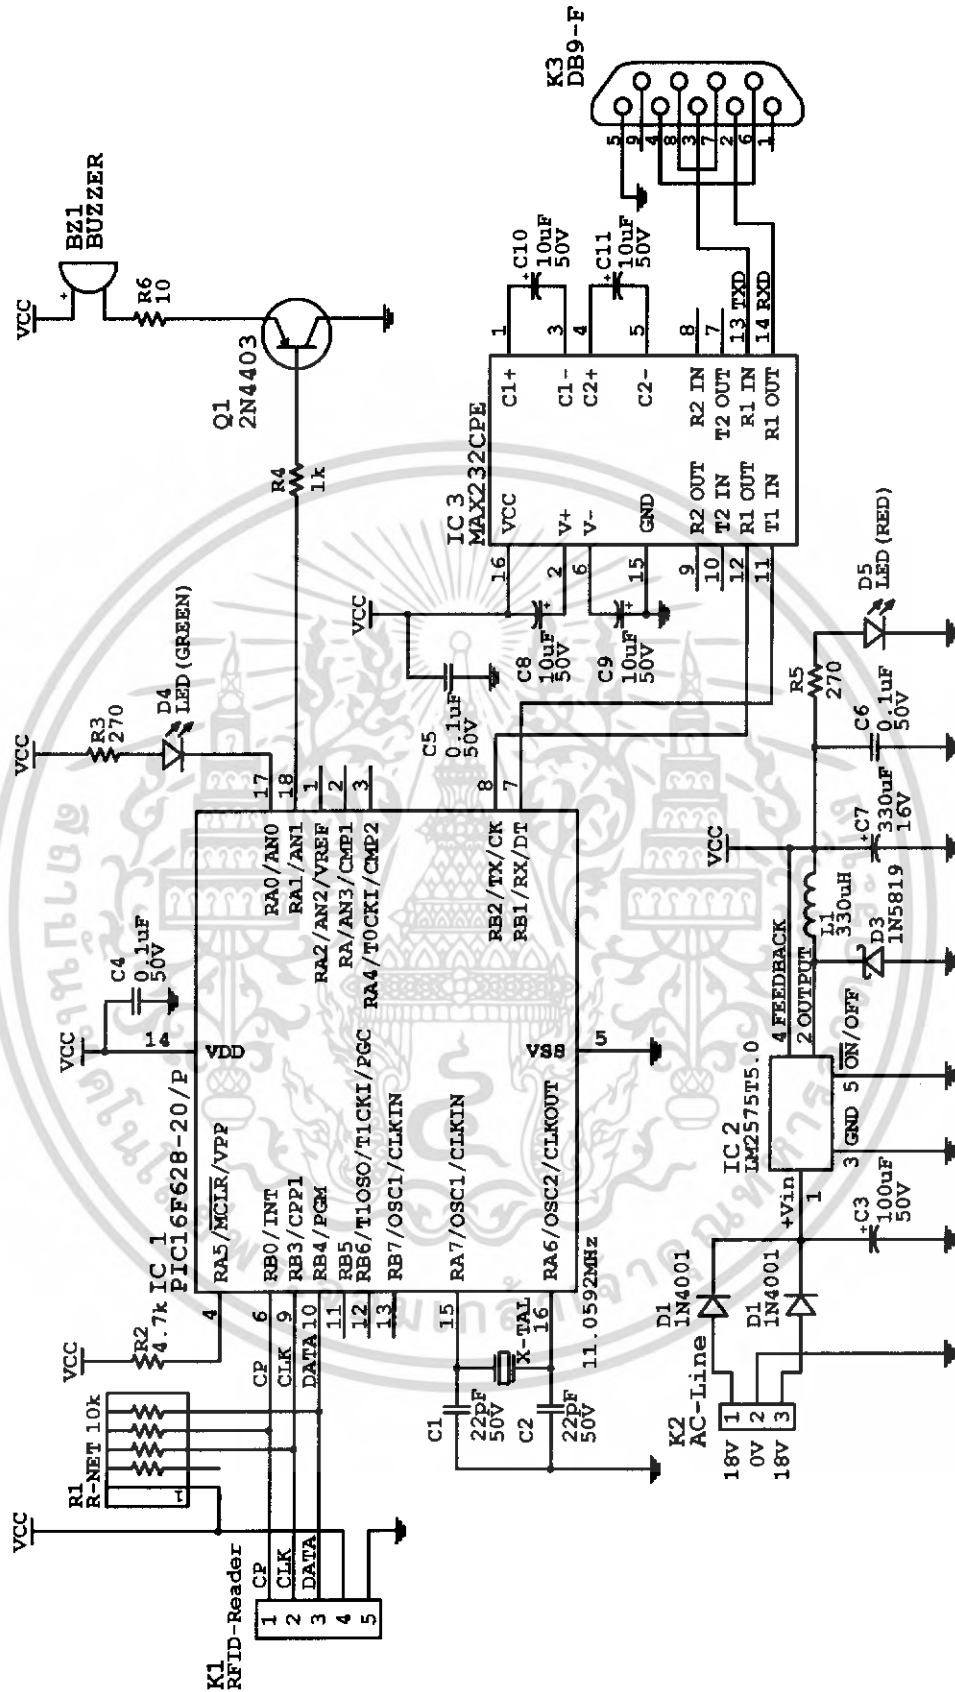 K1
RFID-Reader
1
2
3
4
5
CP
CLK
DATA
VCC
R1
R-NET 10k
1
VCC
R2
4.7k
CP
CLK
DATA
IC 1
PIC16F628-20/P
4
6
9
10
11
12
13
15
16
RA5/MCLR/VPP
RB0/INT
RB3/CPP1
RB4/PGM
RB5
RB6/T1OSO/T1CKI/PGC
RB7/OSC1/CLKIN
RA7/OSC1/CLKIN
RA6/OSC2/CLKOUT
VDD
VSS
14
5
VCC
C4
0.1uF
50V
RA0/AN0
RA1/AN1
RA2/AN2/VREF
RA/AN3/CMP1
RA4/T0CKI/CMP2
RB2/TX/CK
RB1/RX/DT
17
18
1
2
3
8
7
C1
22pF
50V
C2
22pF
50V
X-TAL
11.0592MHz
VCC
R3
270
D4
LED(GREEN)
R4
1k
Q1
2N4403
VCC
BZ1
BUZZER
+
R6
10
VCC
C5
0.1uF
50V
C8
10uF
50V
+
C9
10uF
50V
+
IC 3
MAX232CPE
16
2
6
15
9
10
12
11
VCC
V+
V-
GND
R2 OUT
T2 IN
R1 OUT
T1 IN
C1+
C1-
C2+
C2-
R2 IN
T2 OUT
R1 IN
R1 OUT
1
3
4
5
8
7
13 TXD
14 RXD
C10
10uF
50V
+
C11
10uF
50V
+
K3
DB9-F
5
9
4
8
3
7
2
6
1
K2
AC-Line
18V 1
0V 2
18V 3
D1
1N4001
D1
1N4001
+Vin
1
C3
100uF
50V
+
IC 2
LM2575T5.0
3 GND
5 ON/OFF
4 FEEDBACK
2 OUTPUT
D3
1N5819
L1
330uH
VCC
C7
330uF
16V
+
C6
0.1uF
50V
R5
270
D5
LED(RED)